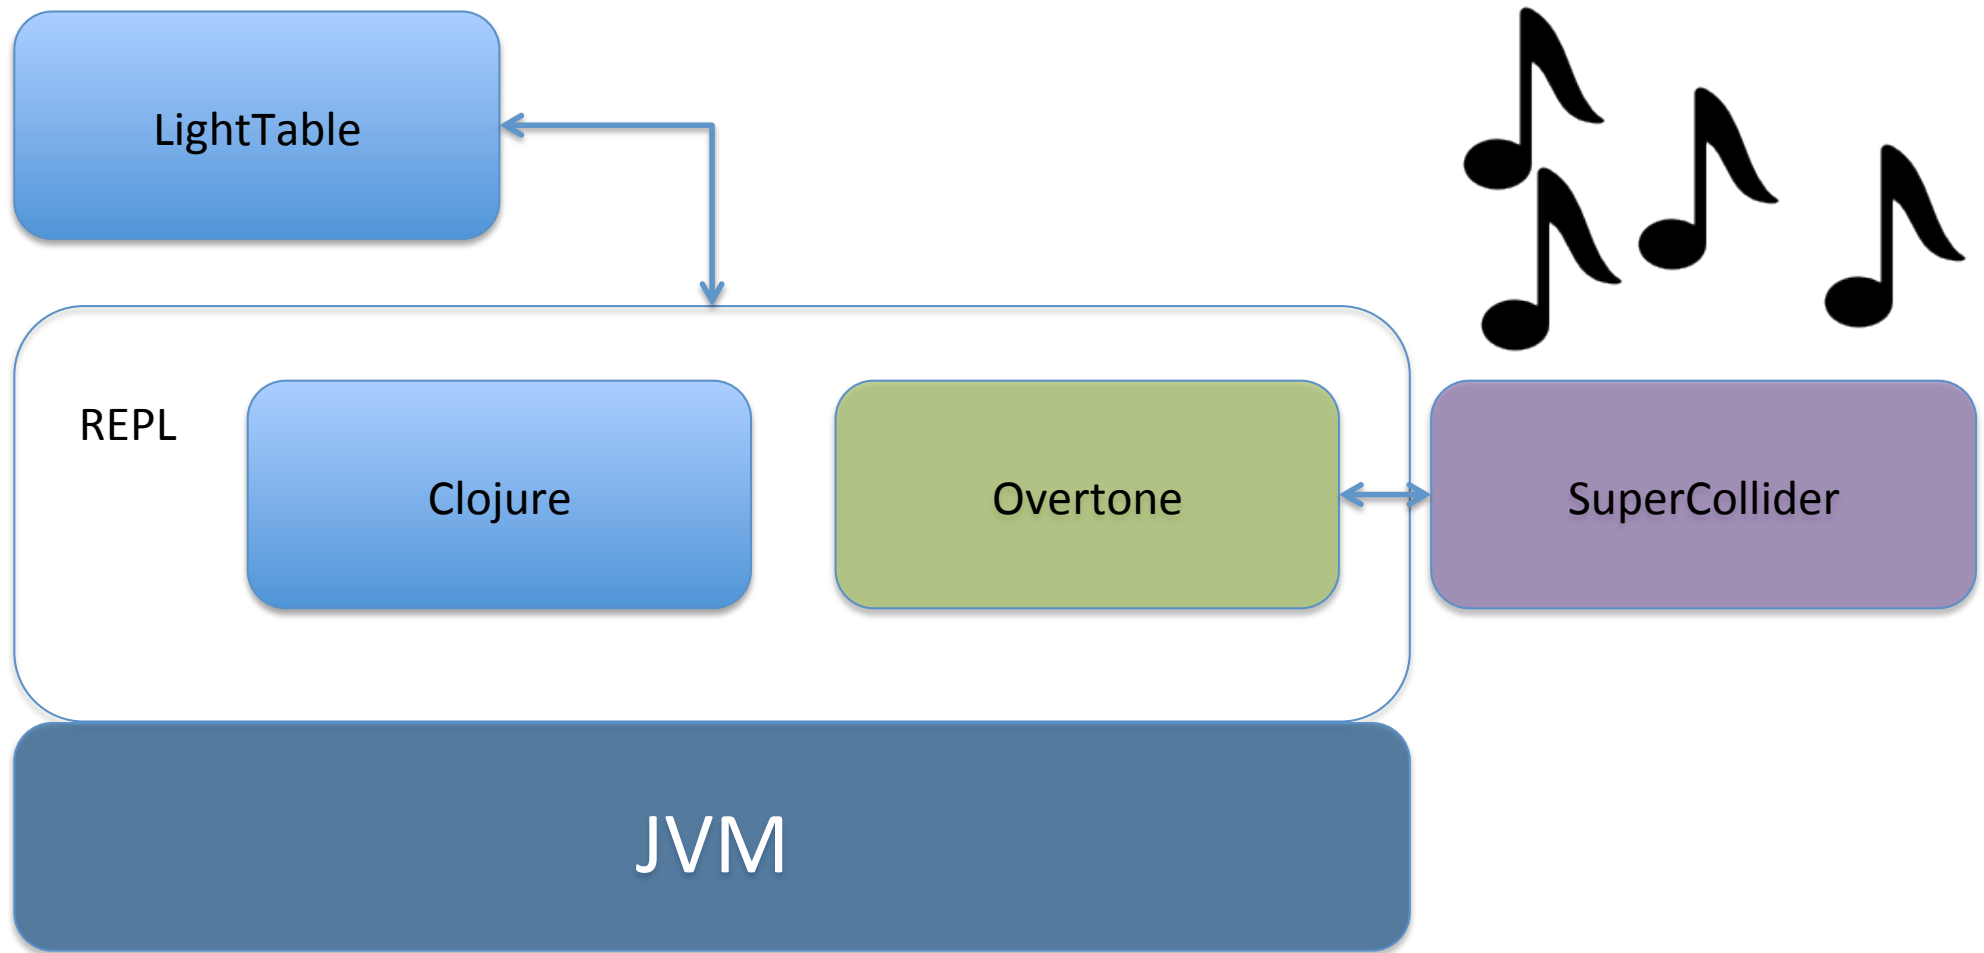 LightTable
REPL
Clojure
Overtone
SuperCollider
JVM